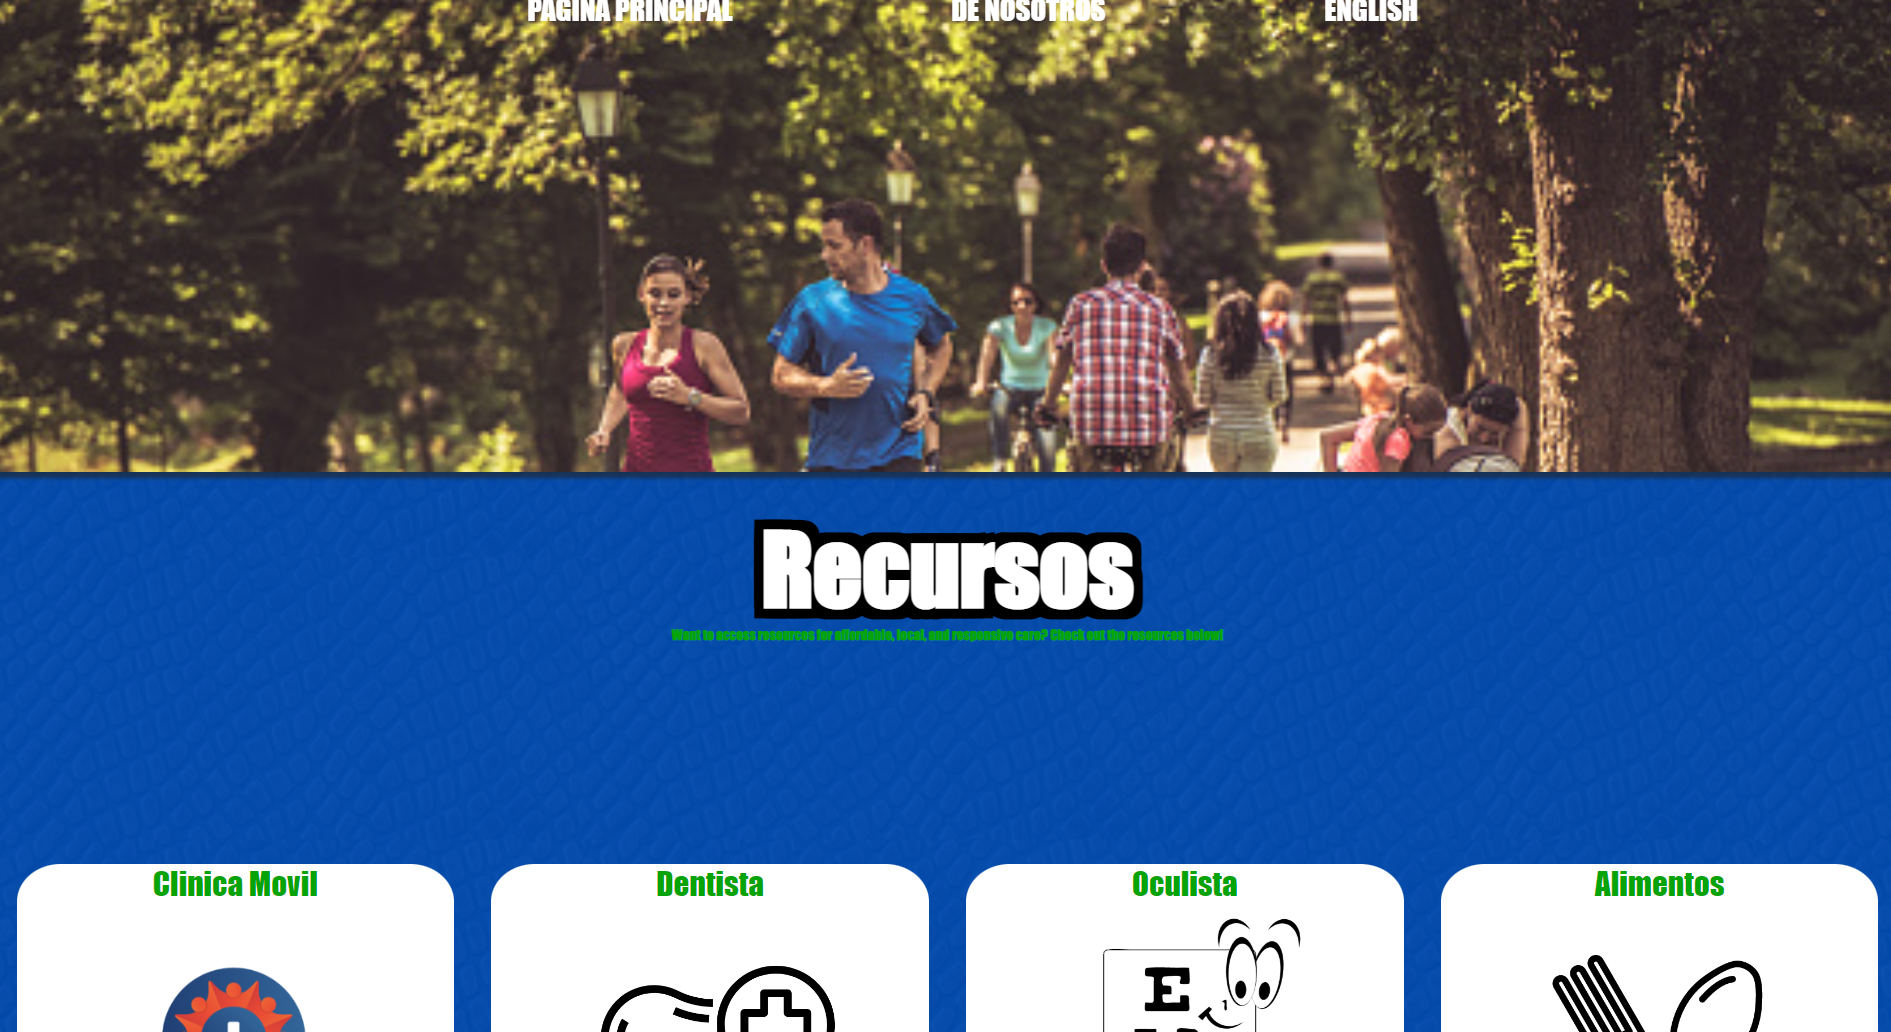 PAGINA PRINCIPAL DE NOSOTROS ENGLISH
Recursos
Want to access resources for affordable, local, and responsive care? Check out the resources below!
Clinica Movil Dentista Oculista Alimentos
E